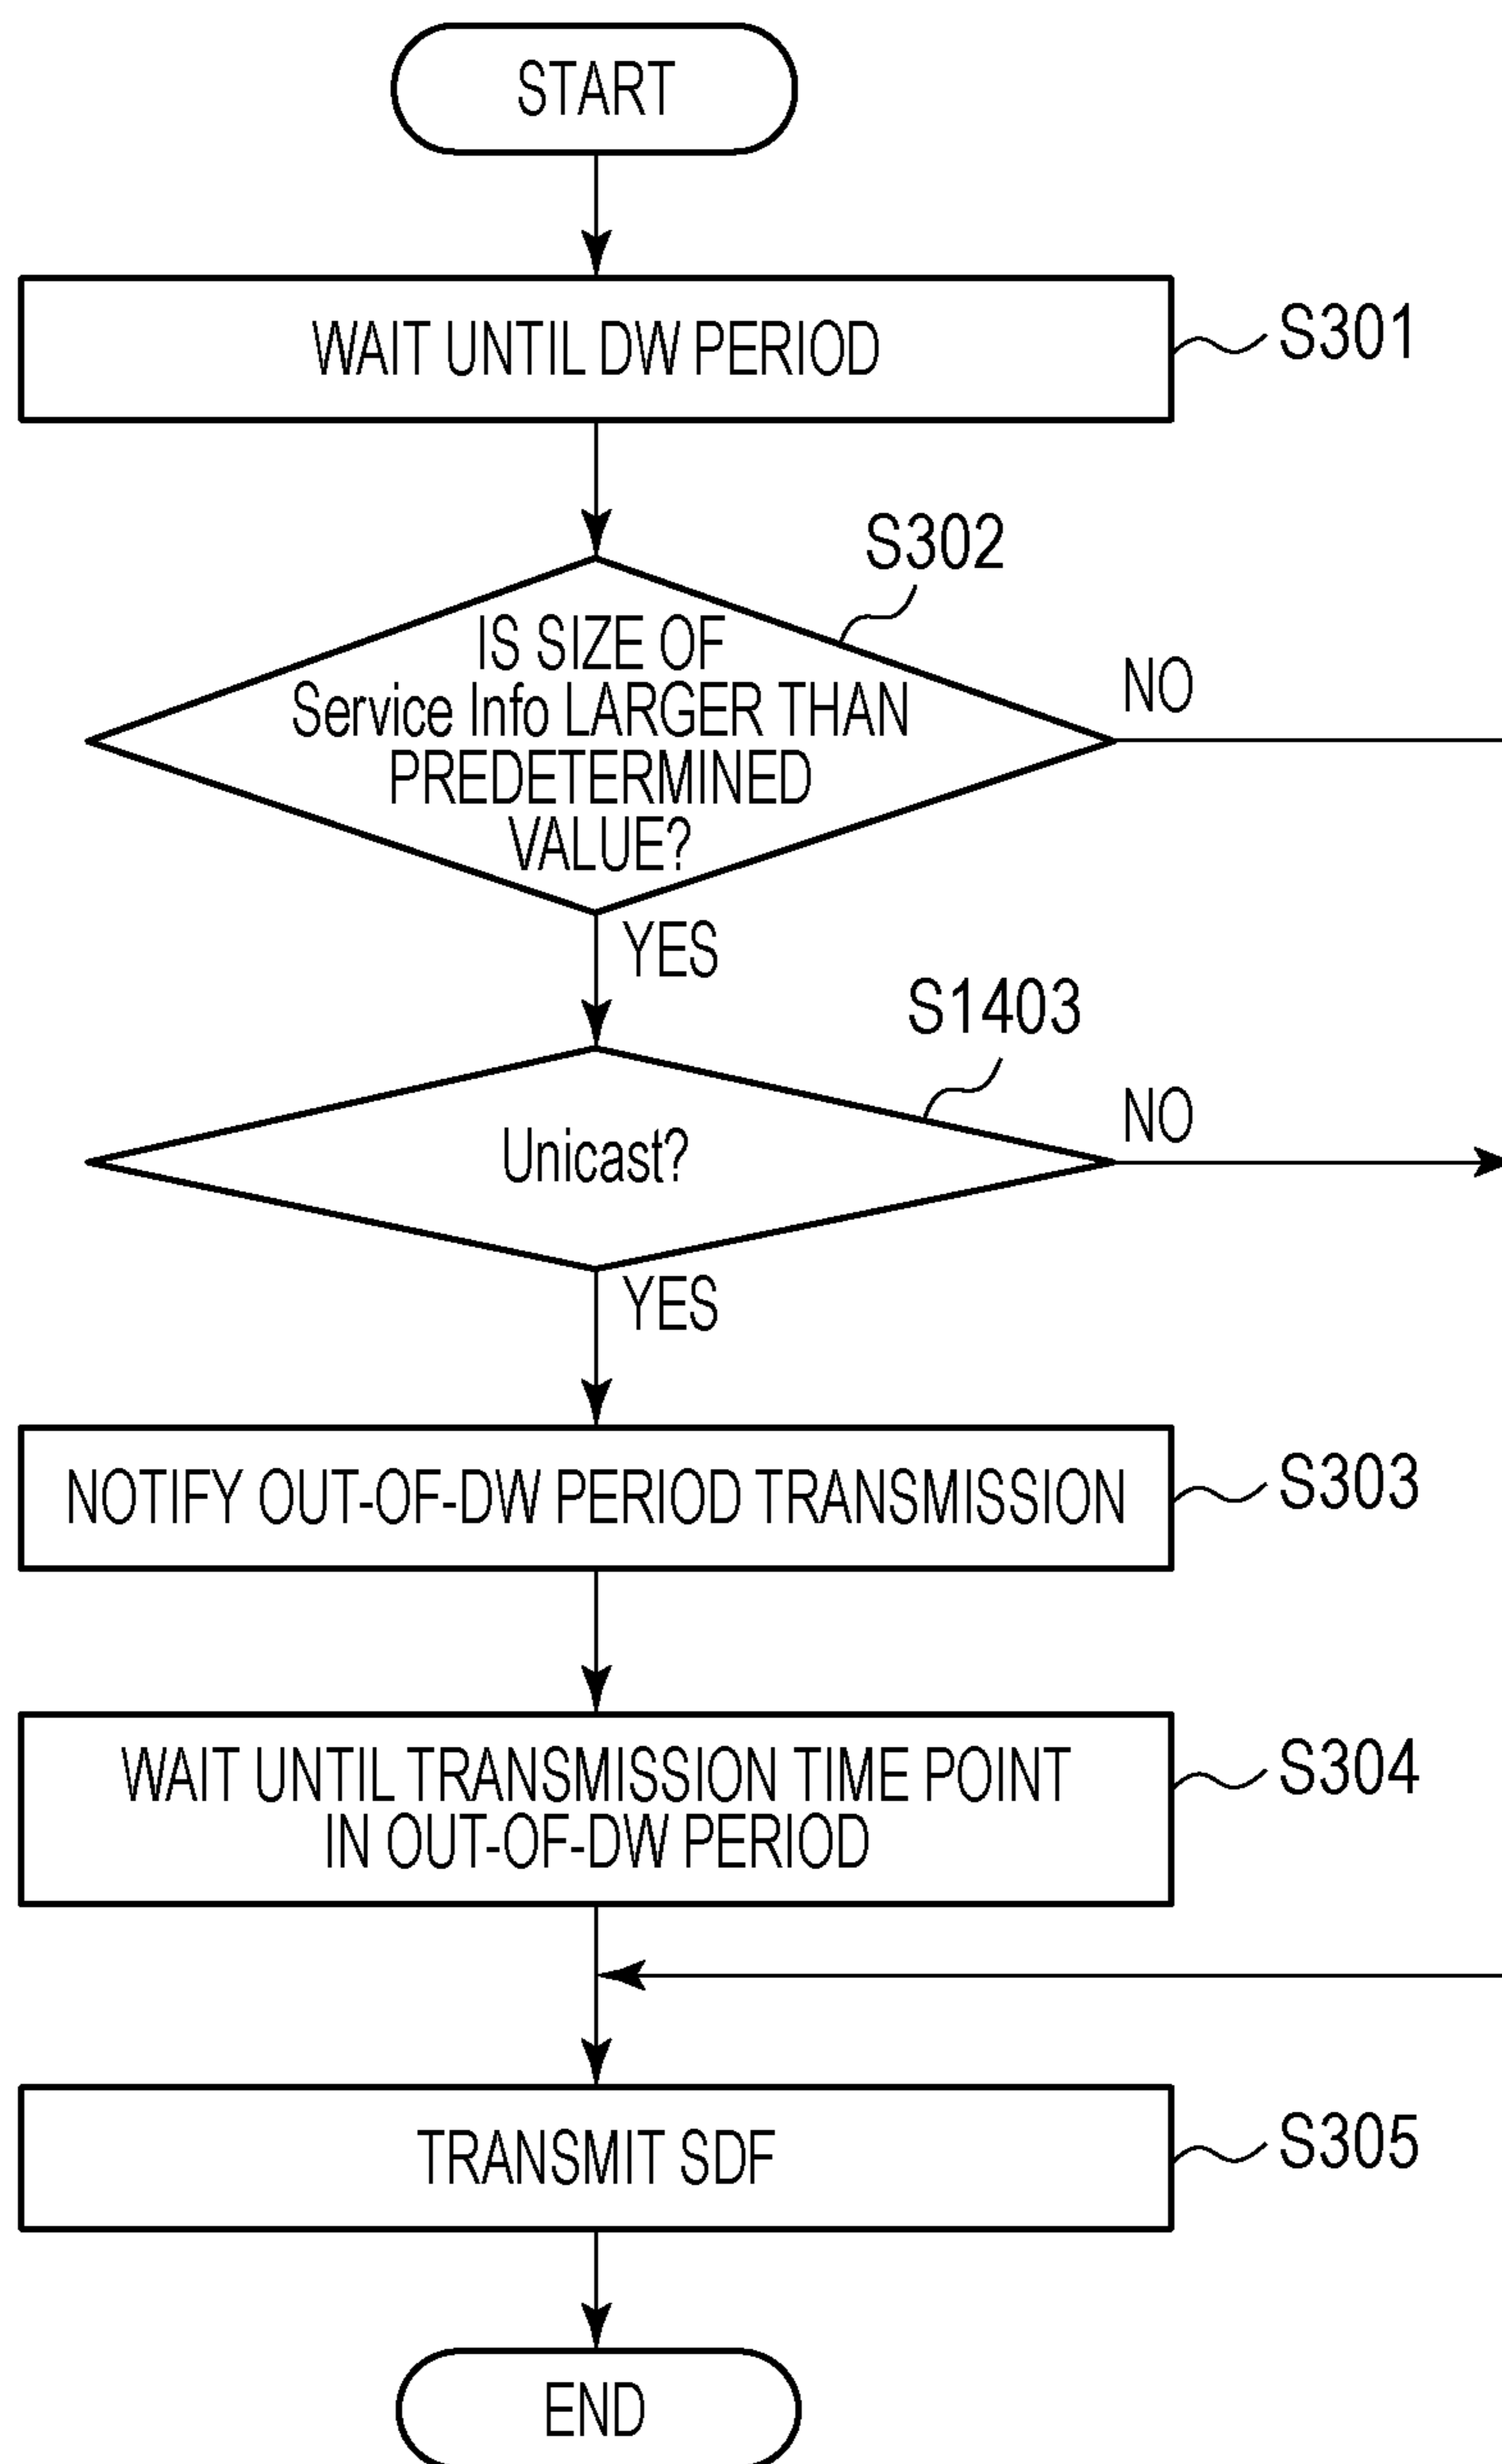 START
WAIT UNTIL DW PERIOD
S301
S302
IS SIZE OF
Service Info LARGER THAN
PREDETERMINED
VALUE?
NO
YES
S1403
Unicast?
NO
YES
NOTIFY OUT-OF-DW PERIOD TRANSMISSION
S303
WAIT UNTIL TRANSMISSION TIME POINT
IN OUT-OF-DW PERIOD
S304
TRANSMIT SDF
S305
END